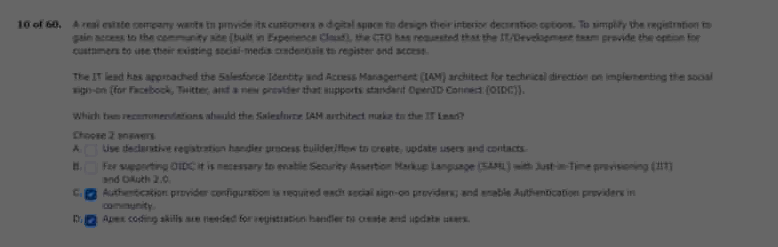 10 of 60. A real estate company wants to provide its customers a digital space to design their interior decoration options. To simplify the registration to
gain access to the community site (built in Experience Cloud), the CTO has requested that the IT/Development team provide the option for
customers to use their existing social-media credentials to register and access.
The IT lead has approached the Salesforce Identity and Access Management (IAM) architect for technical direction on implementing the social
sign-on (for Facebook, Twitter, and a new provider that supports standard OpenID Connect (OIDC)).
Which two recommendations should the Salesforce IAM architect make to the IT Lead?
Choose 2 answers
A. Use declarative registration handler process builder/flow to create, update users and contacts.
B. For supporting OIDC it is necessary to enable Security Assertion Markup Language (SAML) with Just-in-Time provisioning (JIT)
and OAuth 2.0.
C. Authentication provider configuration is required each social sign-on providers; and enable Authentication providers in
community.
D. Apex coding skills are needed for registration handler to create and update users.